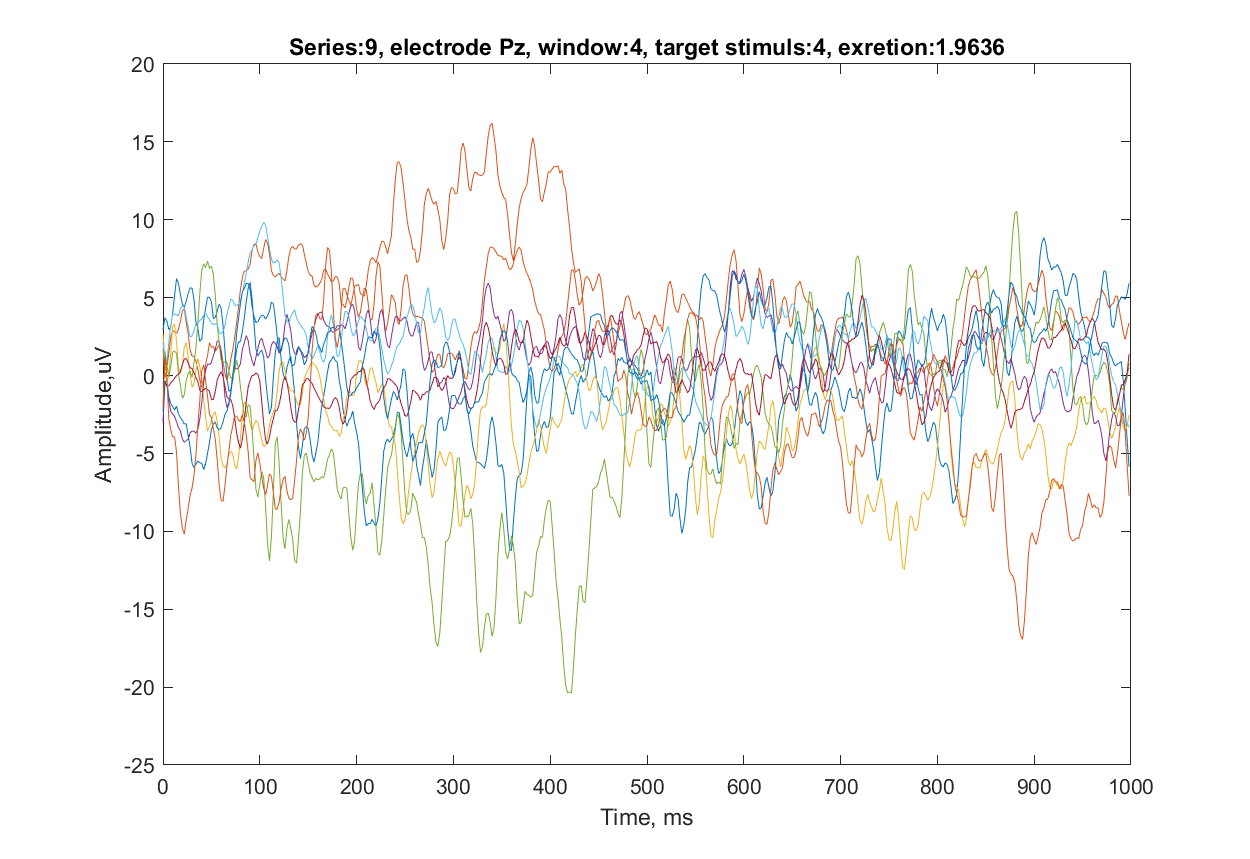 Series:9, electrode Pz, window:4, target stimuls:4, exretion:1.9636
20
15
10
5
0
-5
-10
-15
-20
-25
Amplitude,uV
0 100 200 300 400 500 600 700 800 900 1000
Time, ms